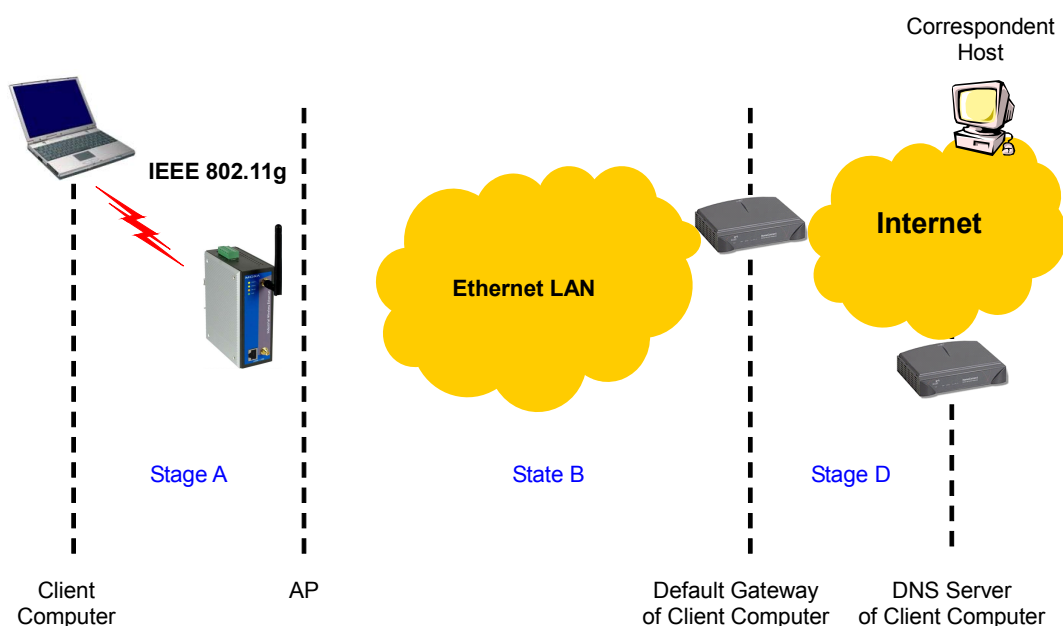 Correspondent
Host
IEEE 802.11g
Internet
Ethernet LAN
Stage A
State B
Stage D
Client
Computer
AP
Default Gateway
of Client Computer
DNS Server
of Client Computer